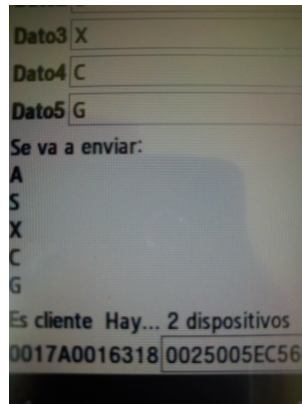 Dato3 X
Dato4 C
Dato5 G
Se va a enviar:
A
S
X
C
G
Es cliente Hay... 2 dispositivos
0017A0016318 0025005EC56